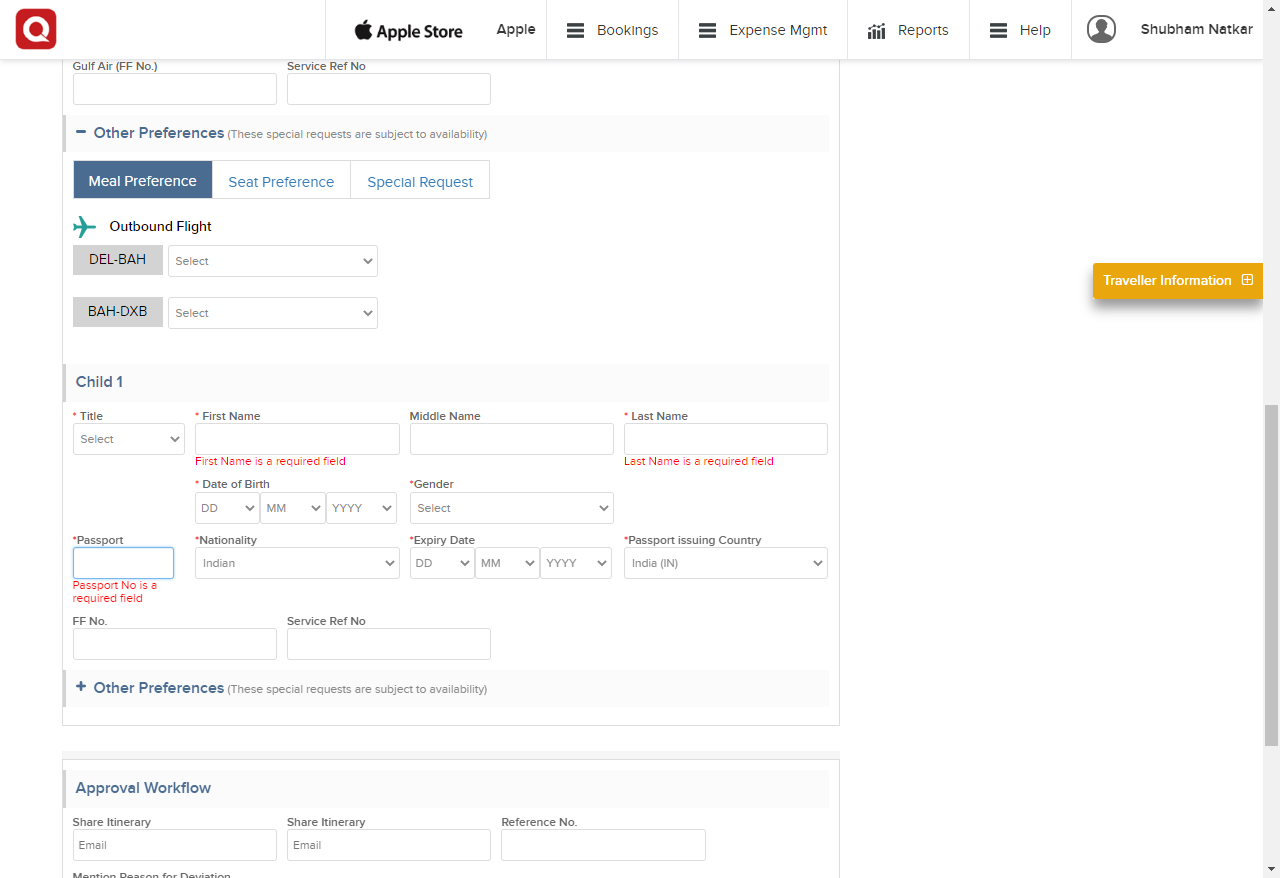 Apple Store Apple Bookings Expense Mgmt Reports Help Shubham Natkar
Gulf Air (FF No.) Service Ref No
Other Preferences (These special requests are subject to availability)
Meal Preference Seat Preference Special Request
Outbound Flight
DEL-BAH Select
Traveller Information
BAH-DXB Select
Child 1
* Title * First Name Middle Name * Last Name
Select
First Name is a required field Last Name is a required field
* Date of Birth *Gender
DD MM YYYY Select
*Passport *Nationality *Expiry Date *Passport issuing Country
Indian DD MM YYYY India (IN)
Passport No is a
required field
FF No. Service Ref No
Other Preferences (These special requests are subject to availability)
Approval Workflow
Share Itinerary Share Itinerary Reference No.
Email Email
Mention Reason for Deviation